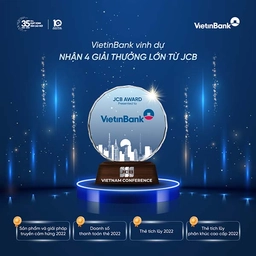 35
10
VietinBank
VietinBank vinh dự
NHẬN 4 GIẢI THƯỞNG LỚN TỪ JCB
JCB AWARD
Presented to
VietinBank
JCB
VIETNAM CONFERENCE
Sản phẩm và giải pháp
truyền cảm hứng 2022
Doanh số
thanh toán thẻ 2022
Thẻ tích lũy 2022
Thẻ tích lũy
phân khúc cao cấp 2022